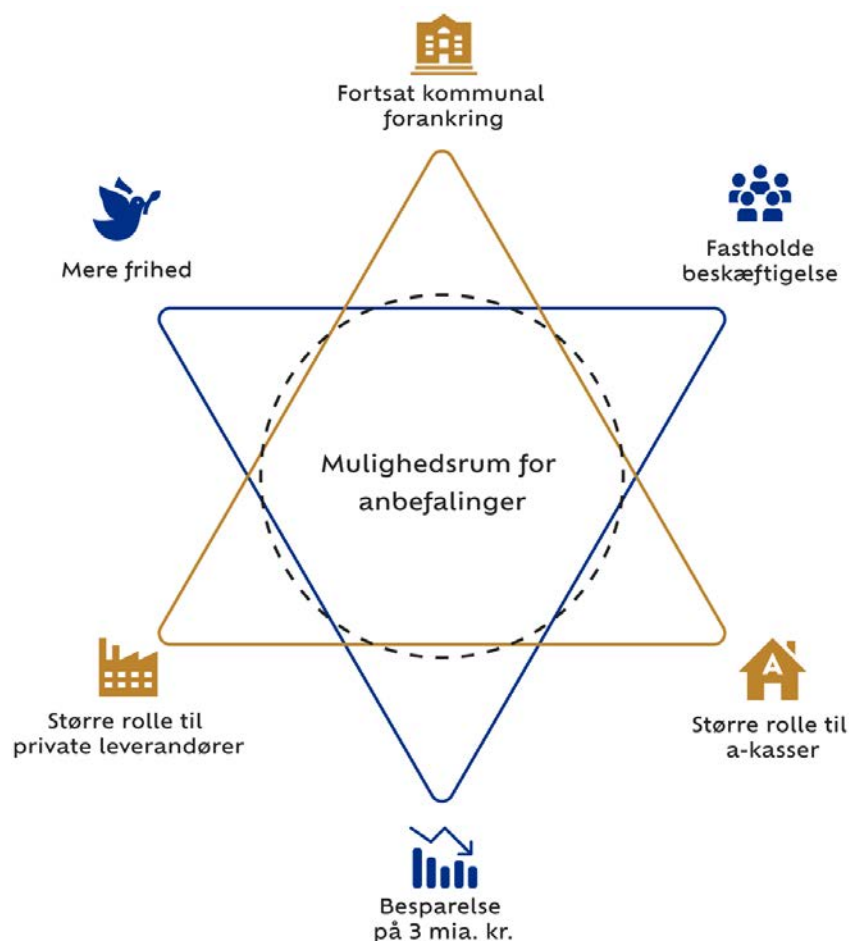 Fortsat kommunal
forankring
Mere frihed
Fastholde
beskæftigelse
Mulighedsrum for
anbefalinger
A
Større rolle til
private leverandører
Større rolle til
a-kasser
Besparelse
på 3 mia. kr.